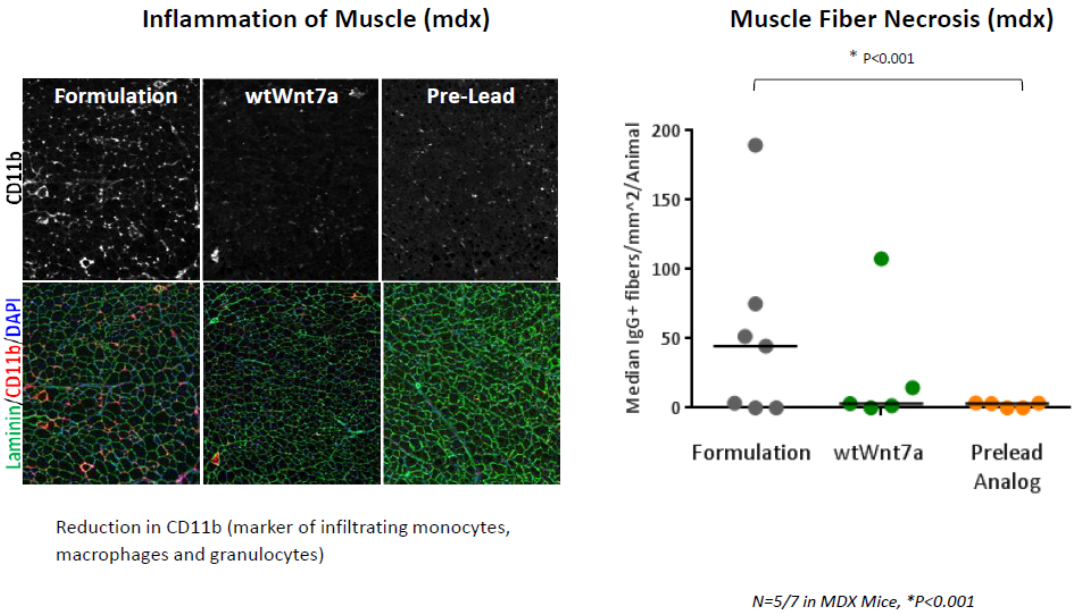 Inflammation of Muscle (mdx)
Formulation
wtWnt7a
Pre-Lead
CD11b
Laminin/CD11b/DAPI
Reduction in CD11b (marker of infiltrating monocytes,
macrophages and granulocytes)
Muscle Fiber Necrosis (mdx)
* P<0.001
Median IgG+ fibers/mm^2/Animal
200
150
100
50
0
Formulation
wtWnt7a
Prelead
Analog
N=5/7 in MDX Mice, *P<0.001